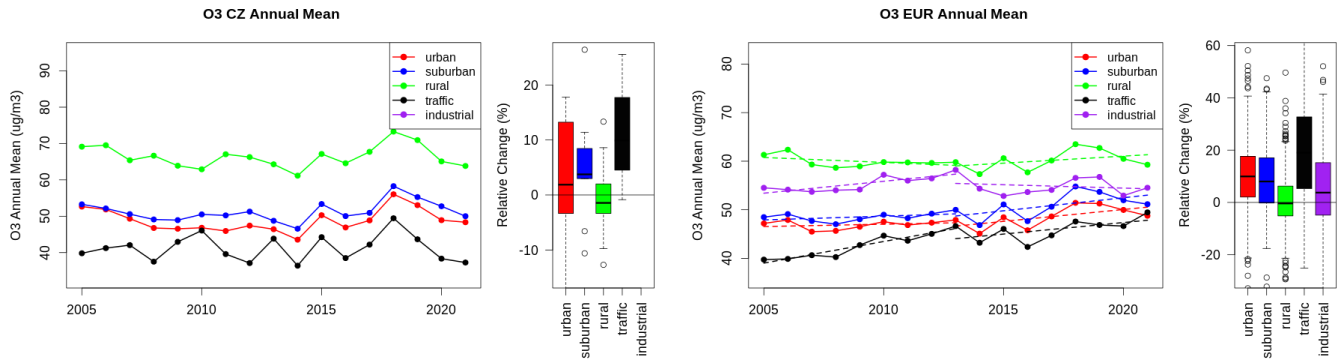 O3 CZ Annual Mean
O3 Annual Mean (ug/m3)
90
80
70
60
50
40
2005
2010
2015
2020
urban
suburban
rural
traffic
industrial
Relative Change (%)
20
10
0
-10
urban
suburban
rural
traffic
industrial
O3 EUR Annual Mean
O3 Annual Mean (ug/m3)
80
70
60
50
40
2005
2010
2015
2020
urban
suburban
rural
traffic
industrial
Relative Change (%)
60
40
20
0
-20
urban
suburban
rural
traffic
industrial